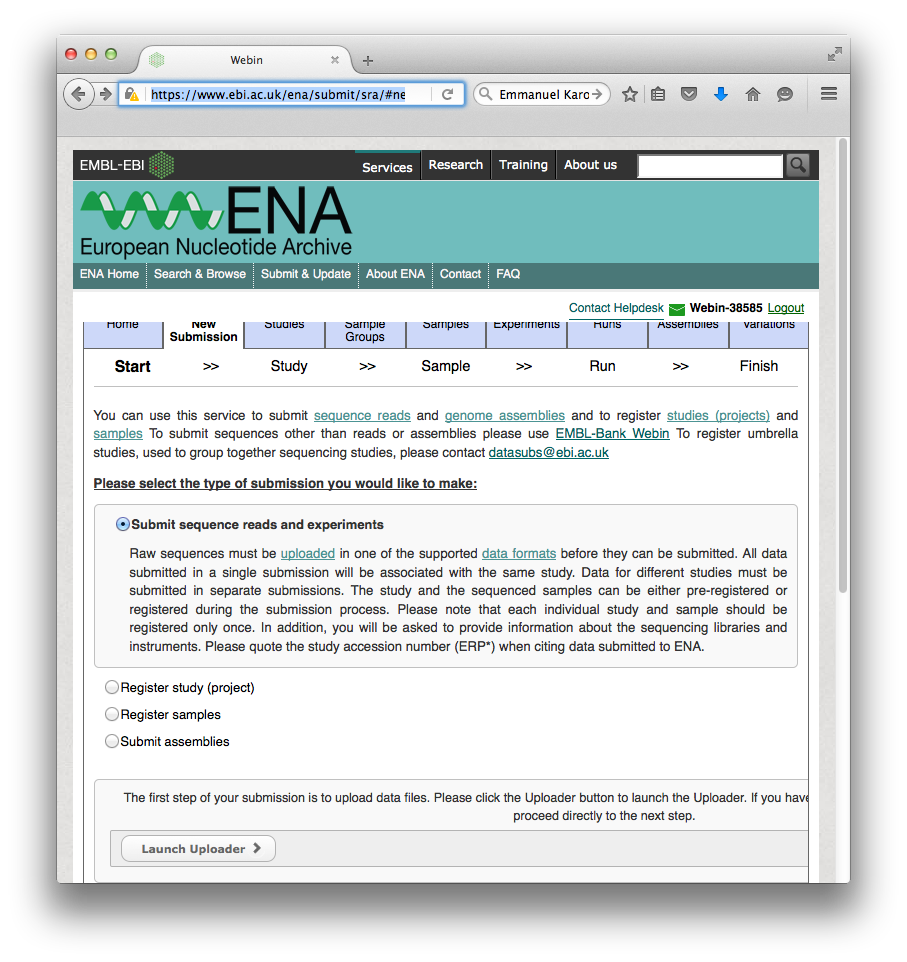 Webin
https://www.ebi.ac.uk/ena/submit/sra/#ne
Emmanuel Karo
EMBL-EBI
Services
Research
Training
About us
ENA
European Nucleotide Archive
ENA Home
Search & Browse
Submit & Update
About ENA
Contact
FAQ
Contact Helpdesk
Webin-38585
Logout
Home
New
Submission
Studies
Sample
Groups
Samples
Experiments
Runs
Assemblies
Variations
Start >> Study >> Sample >> Run >> Finish
You can use this service to submit sequence reads and genome assemblies and to register studies (projects) and
samples To submit sequences other than reads or assemblies please use EMBL-Bank Webin To register umbrella
studies, used to group together sequencing studies, please contact datasubs@ebi.ac.uk
Please select the type of submission you would like to make:
Submit sequence reads and experiments
Raw sequences must be uploaded in one of the supported data formats before they can be submitted. All data
submitted in a single submission will be associated with the same study. Data for different studies must be
submitted in separate submissions. The study and the sequenced samples can be either pre-registered or
registered during the submission process. Please note that each individual study and sample should be
registered only once. In addition, you will be asked to provide information about the sequencing libraries and
instruments. Please quote the study accession number (ERP*) when citing data submitted to ENA.
Register study (project)
Register samples
Submit assemblies
The first step of your submission is to upload data files. Please click the Uploader button to launch the Uploader. If you have
proceed directly to the next step.
Launch Uploader